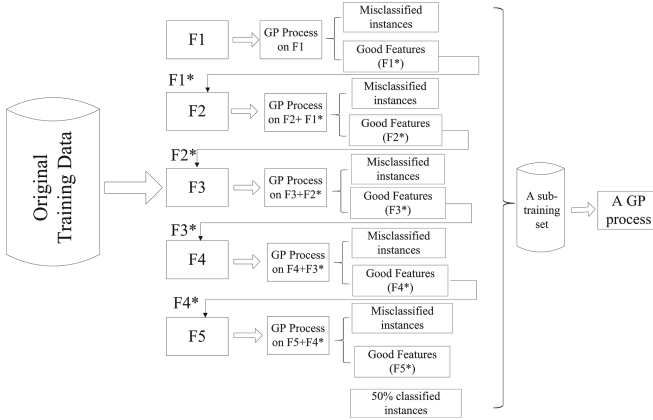 Original
Training Data
F1
GP Process
on F1
Misclassified
instances
Good Features
(F1*)
F1*
F2
GP Process
on F2+ F1*
Misclassified
instances
Good Features
(F2*)
F2*
F3
GP Process
on F3+F2*
Misclassified
instances
Good Features
(F3*)
F3*
F4
GP Process
on F4+F3*
Misclassified
instances
Good Features
(F4*)
F4*
F5
GP Process
on F5+F4*
Misclassified
instances
Good Features
(F5*)
50% classified
instances
A sub-
training
set
A GP
process